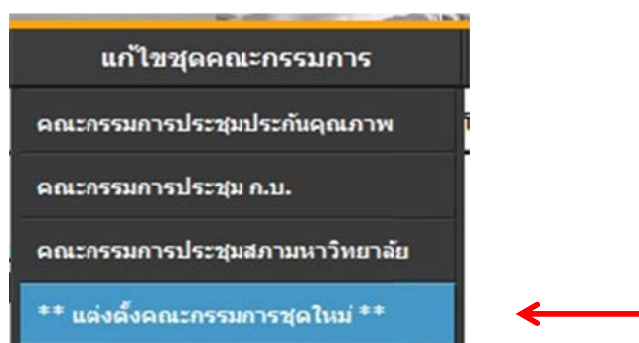 แก้ไขชุดคณะกรรมการ
คณะกรรมการประชุมประกันคุณภาพ
คณะกรรมการประชุม ก.บ.
คณะกรรมการประชุมสภามหาวิทยาลัย
** แต่งตั้งคณะกรรมการชุดใหม่ **